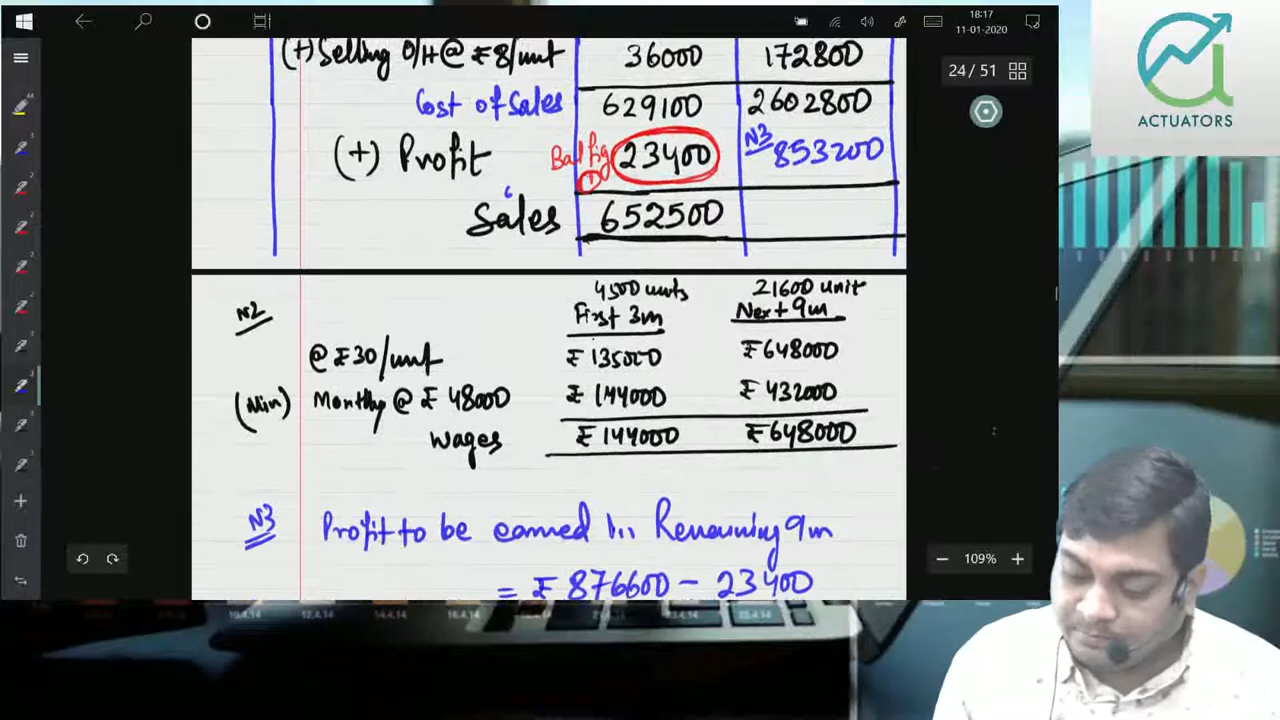 18:17
11-01-2020
24 / 51
ACTUATORS
(+) Selling O/H @ ₹8/unit 36000 172800
Cost of Sales 629100 2602800
(+) Profit Bal fig 23400 N3 853200
1
Sales 652500
N2
4500 units 21600 unit
First 3m Next 9m
@ ₹30/unit ₹135000 ₹648000
(Min) Monthly @ ₹48000 ₹144000 ₹432000
Wages ₹144000 ₹648000
N3 Profit to be earned in Remaining 9m
= ₹876600 - 23400
109%